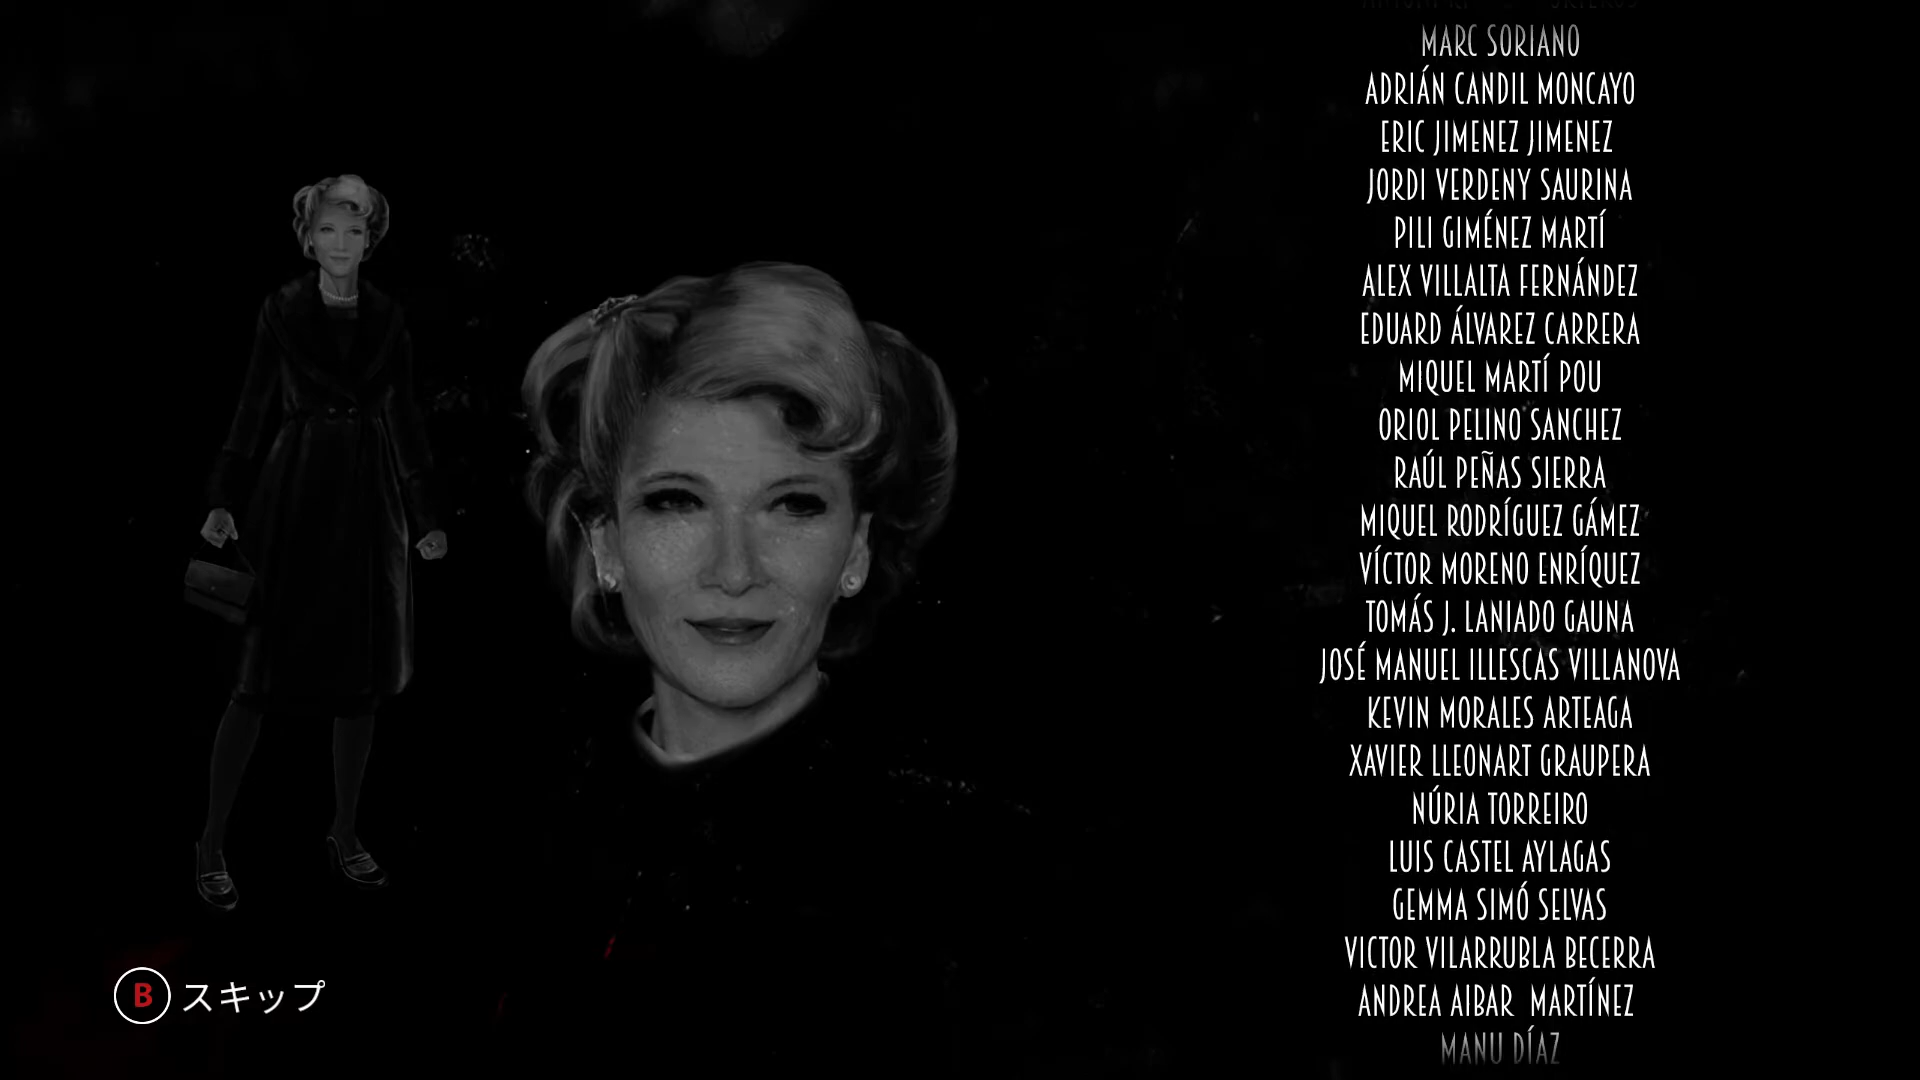 MARC SORIANO
ADRIÁN CANDIL MONCAYO
ERIC JIMENEZ JIMENEZ
JORDI VERDENY SAURINA
PILI GIMÉNEZ MARTÍ
ALEX VILLALTA FERNÁNDEZ
EDUARD ÁLVAREZ CARRERA
MIQUEL MARTÍ POU
ORIOL PELINO SANCHEZ
RAÚL PEÑAS SIERRA
MIQUEL RODRÍGUEZ GÁMEZ
VÍCTOR MORENO ENRÍQUEZ
TOMÁS J. LANIADO GAUNA
JOSÉ MANUEL ILLESCAS VILLANOVA
KEVIN MORALES ARTEAGA
XAVIER LLEONART GRAUPERA
NÚRIA TORREIRO
LUIS CASTEL AYLAGAS
GEMMA SIMÓ SELVAS
VICTOR VILARRUBLA BECERRA
ANDREA AIBAR MARTÍNEZ
MANU DÍAZ
B スキップ